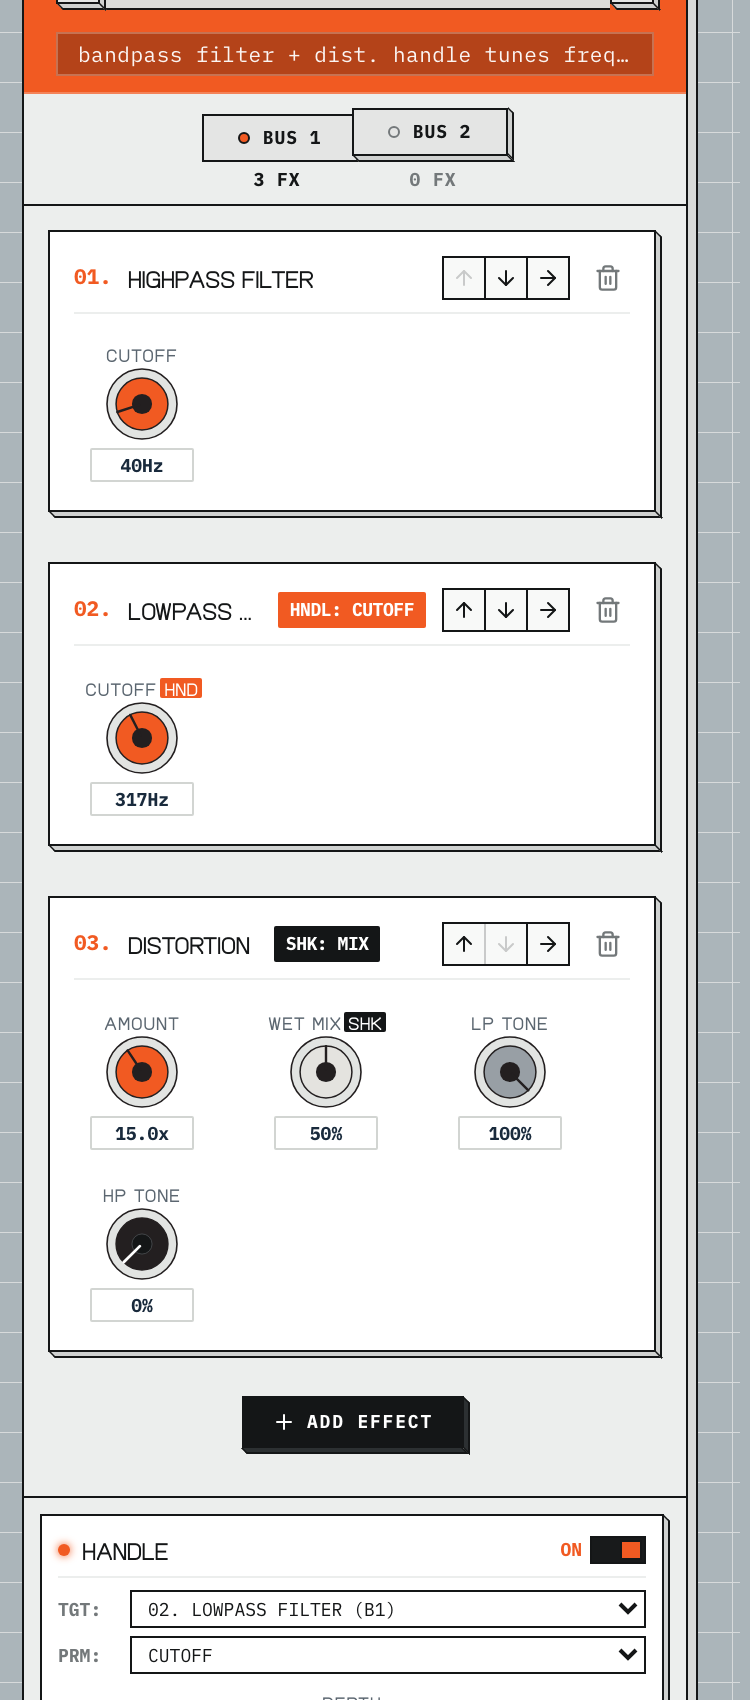 bandpass filter + dist. handle tunes freq…
BUS 1
BUS 2
3 FX
0 FX
01. HIGHPASS FILTER
CUTOFF
40Hz
02. LOWPASS ... HNDL: CUTOFF
CUTOFF HND
317Hz
03. DISTORTION SHK: MIX
AMOUNT WET MIX SHK LP TONE
15.0x 50% 100%
HP TONE
0%
+ ADD EFFECT
HANDLE ON
TGT: 02. LOWPASS FILTER (B1)
PRM: CUTOFF
DEPTH